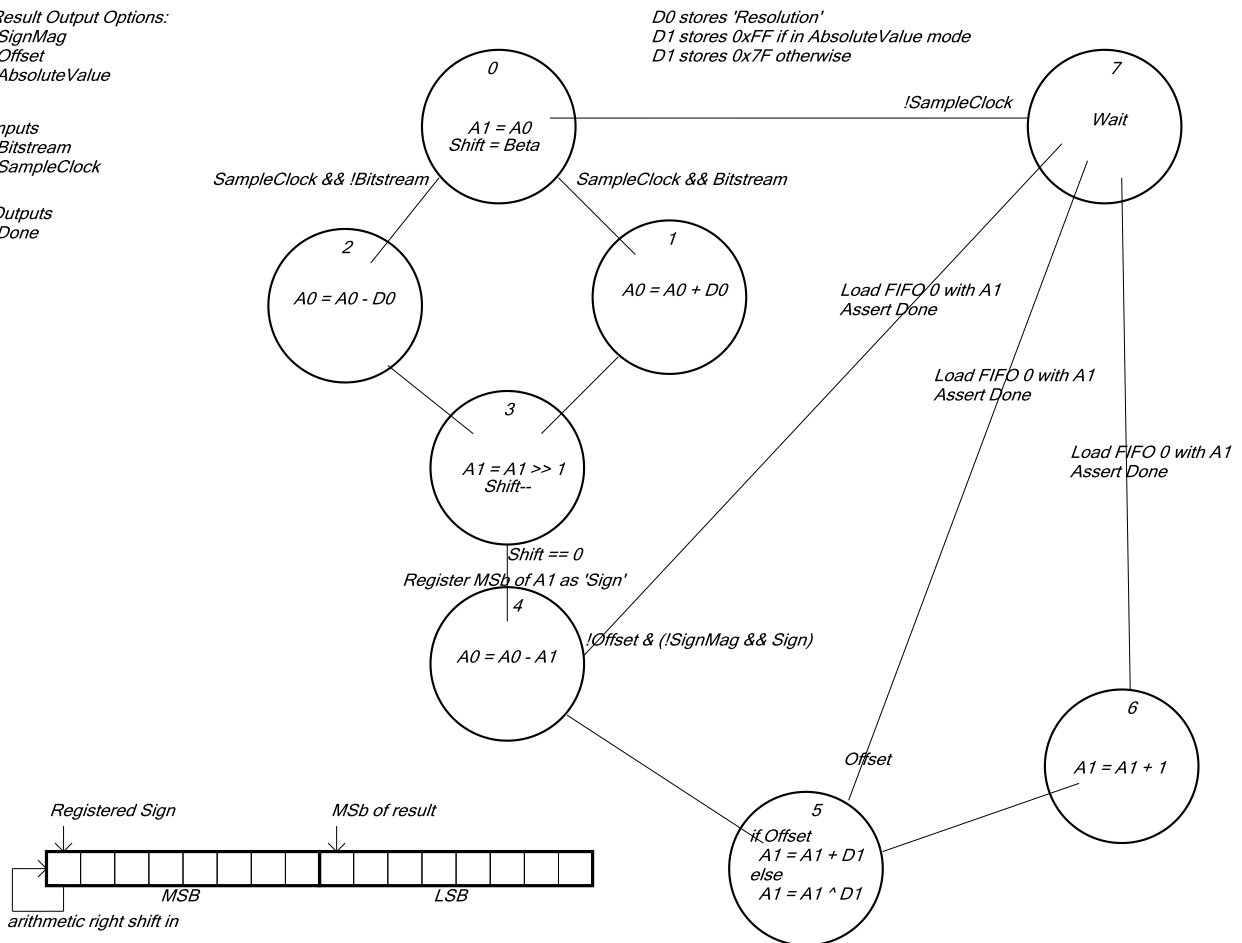 Result Output Options:
SignMag
Offset
AbsoluteValue
nputs
Bitstream
SampleClock
Outputs
Done
D0 stores 'Resolution'
D1 stores 0xFF if in AbsoluteValue mode
D1 stores 0x7F otherwise
0
A1 = A0
Shift = Beta
!SampleClock
7
Wait
SampleClock && !Bitstream
SampleClock && Bitstream
2
A0 = A0 - D0
1
A0 = A0 + D0
Load FIFO 0 with A1
Assert Done
Load FIFO 0 with A1
Assert Done
Load FIFO 0 with A1
Assert Done
3
A1 = A1 >> 1
Shift--
Shift == 0
Register MSb of A1 as 'Sign'
4
A0 = A0 - A1
!Offset & (!SignMag && Sign)
Offset
6
A1 = A1 + 1
5
if Offset
A1 = A1 + D1
else
A1 = A1 ^ D1
Registered Sign
MSb of result
MSB
LSB
arithmetic right shift in